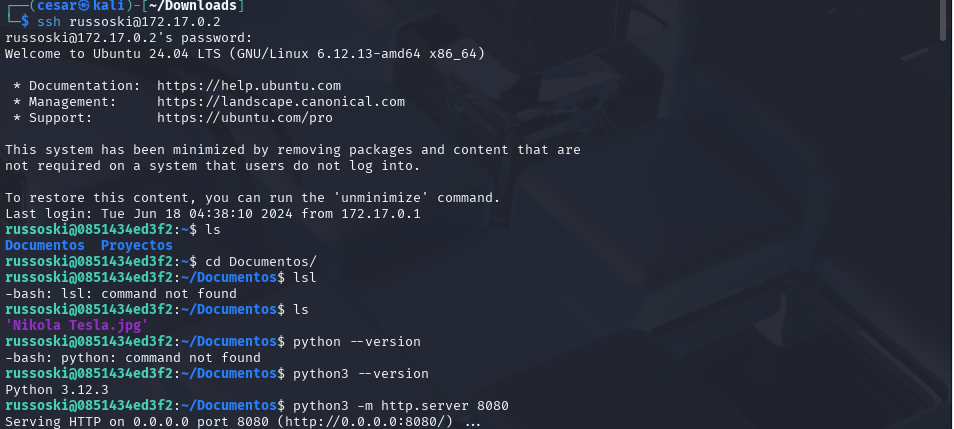 ┌──(cesar㉿kali)-[~/Downloads]
└─$ ssh russoski@172.17.0.2
russoski@172.17.0.2's password:
Welcome to Ubuntu 24.04 LTS (GNU/Linux 6.12.13-amd64 x86_64)
* Documentation:  https://help.ubuntu.com
* Management:     https://landscape.canonical.com
* Support:        https://ubuntu.com/pro
This system has been minimized by removing packages and content that are
not required on a system that users do not log into.
To restore this content, you can run the 'unminimize' command.
Last login: Tue Jun 18 04:38:10 2024 from 172.17.0.1
russoski@0851434ed3f2:~$ ls
Documentos  Proyectos
russoski@0851434ed3f2:~$ cd Documentos/
russoski@0851434ed3f2:~/Documentos$ lsl
-bash: lsl: command not found
russoski@0851434ed3f2:~/Documentos$ ls
'Nikola Tesla.jpg'
russoski@0851434ed3f2:~/Documentos$ python --version
-bash: python: command not found
russoski@0851434ed3f2:~/Documentos$ python3 --version
Python 3.12.3
russoski@0851434ed3f2:~/Documentos$ python3 -m http.server 8080
Serving HTTP on 0.0.0.0 port 8080 (http://0.0.0.0:8080/) ...